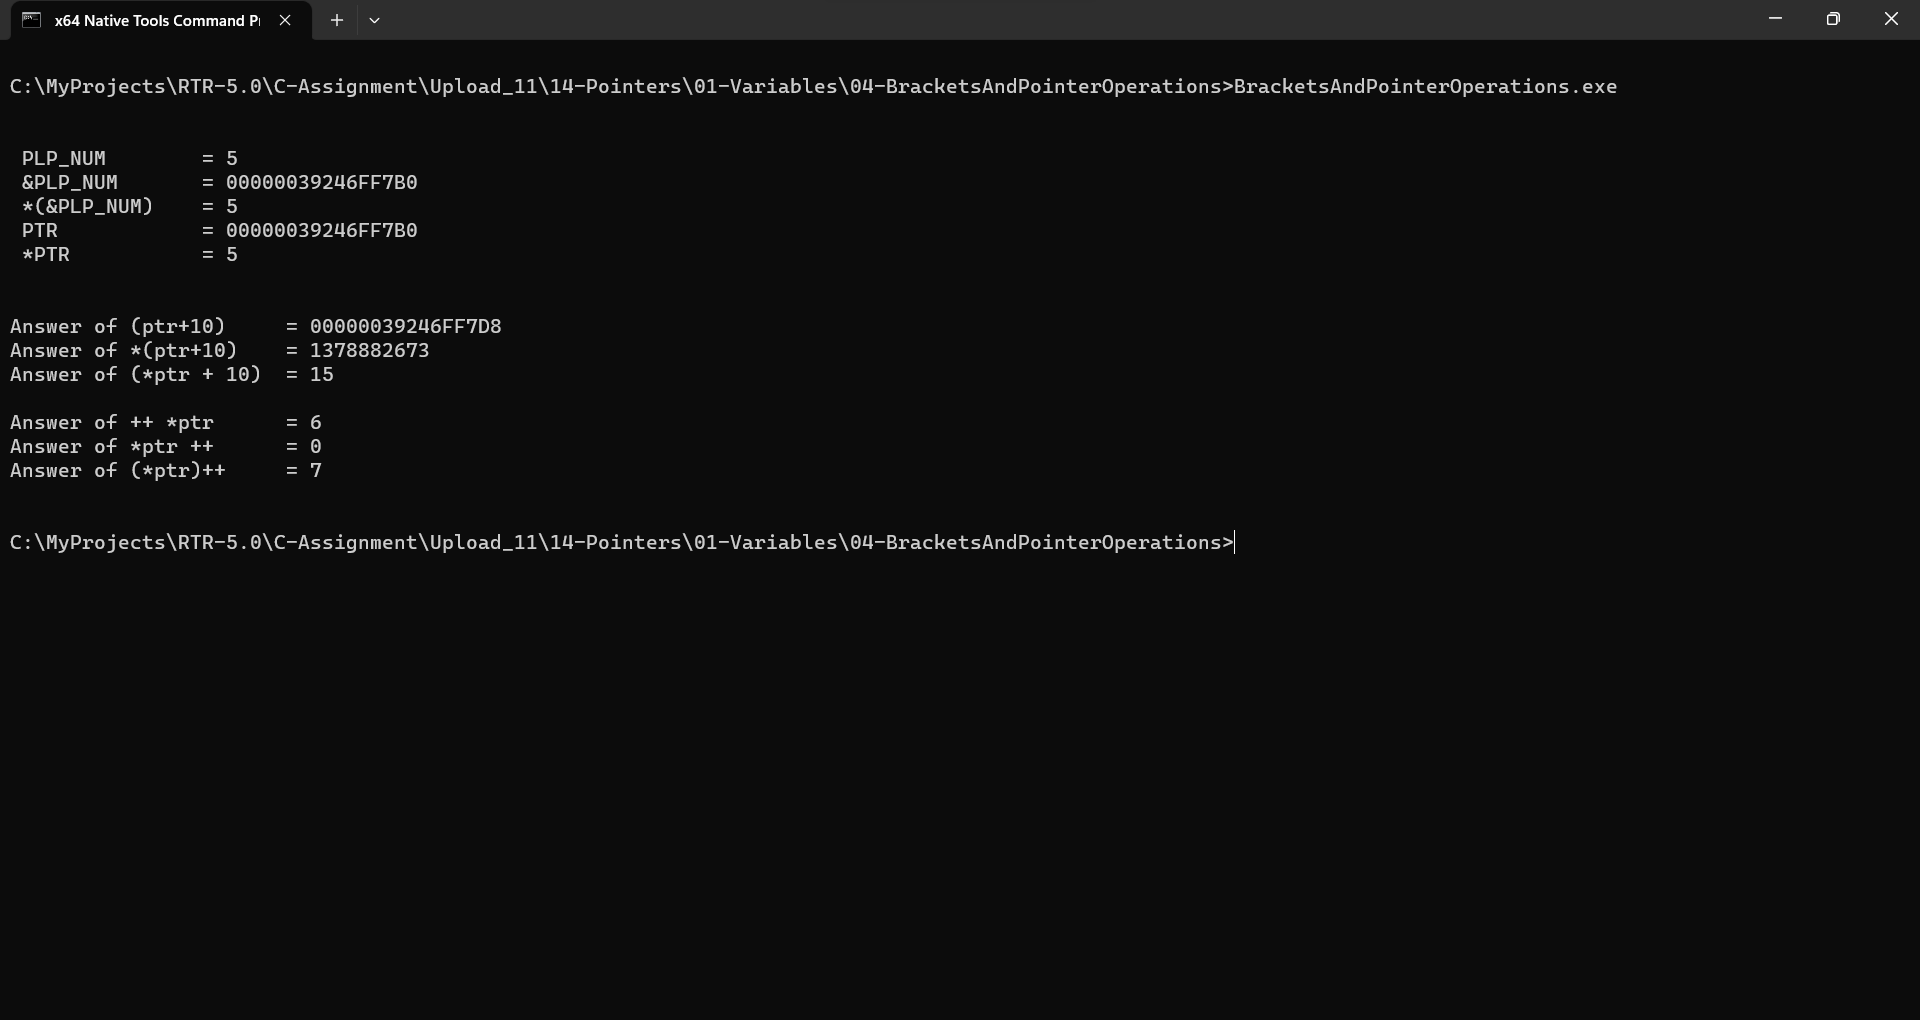 x64 Native Tools Command P
C:\MyProjects\RTR-5.0\C-Assignment\Upload_11\14-Pointers\01-Variables\04-BracketsAndPointerOperations>BracketsAndPointerOperations.exe
PLP_NUM = 5
&PLP_NUM = 00000039246FF7B0
*(&PLP_NUM) = 5
PTR = 00000039246FF7B0
*PTR = 5
Answer of (ptr+10) = 00000039246FF7D8
Answer of *(ptr+10) = 1378882673
Answer of (*ptr + 10) = 15
Answer of ++ *ptr = 6
Answer of *ptr ++ = 0
Answer of (*ptr)++ = 7
C:\MyProjects\RTR-5.0\C-Assignment\Upload_11\14-Pointers\01-Variables\04-BracketsAndPointerOperations>